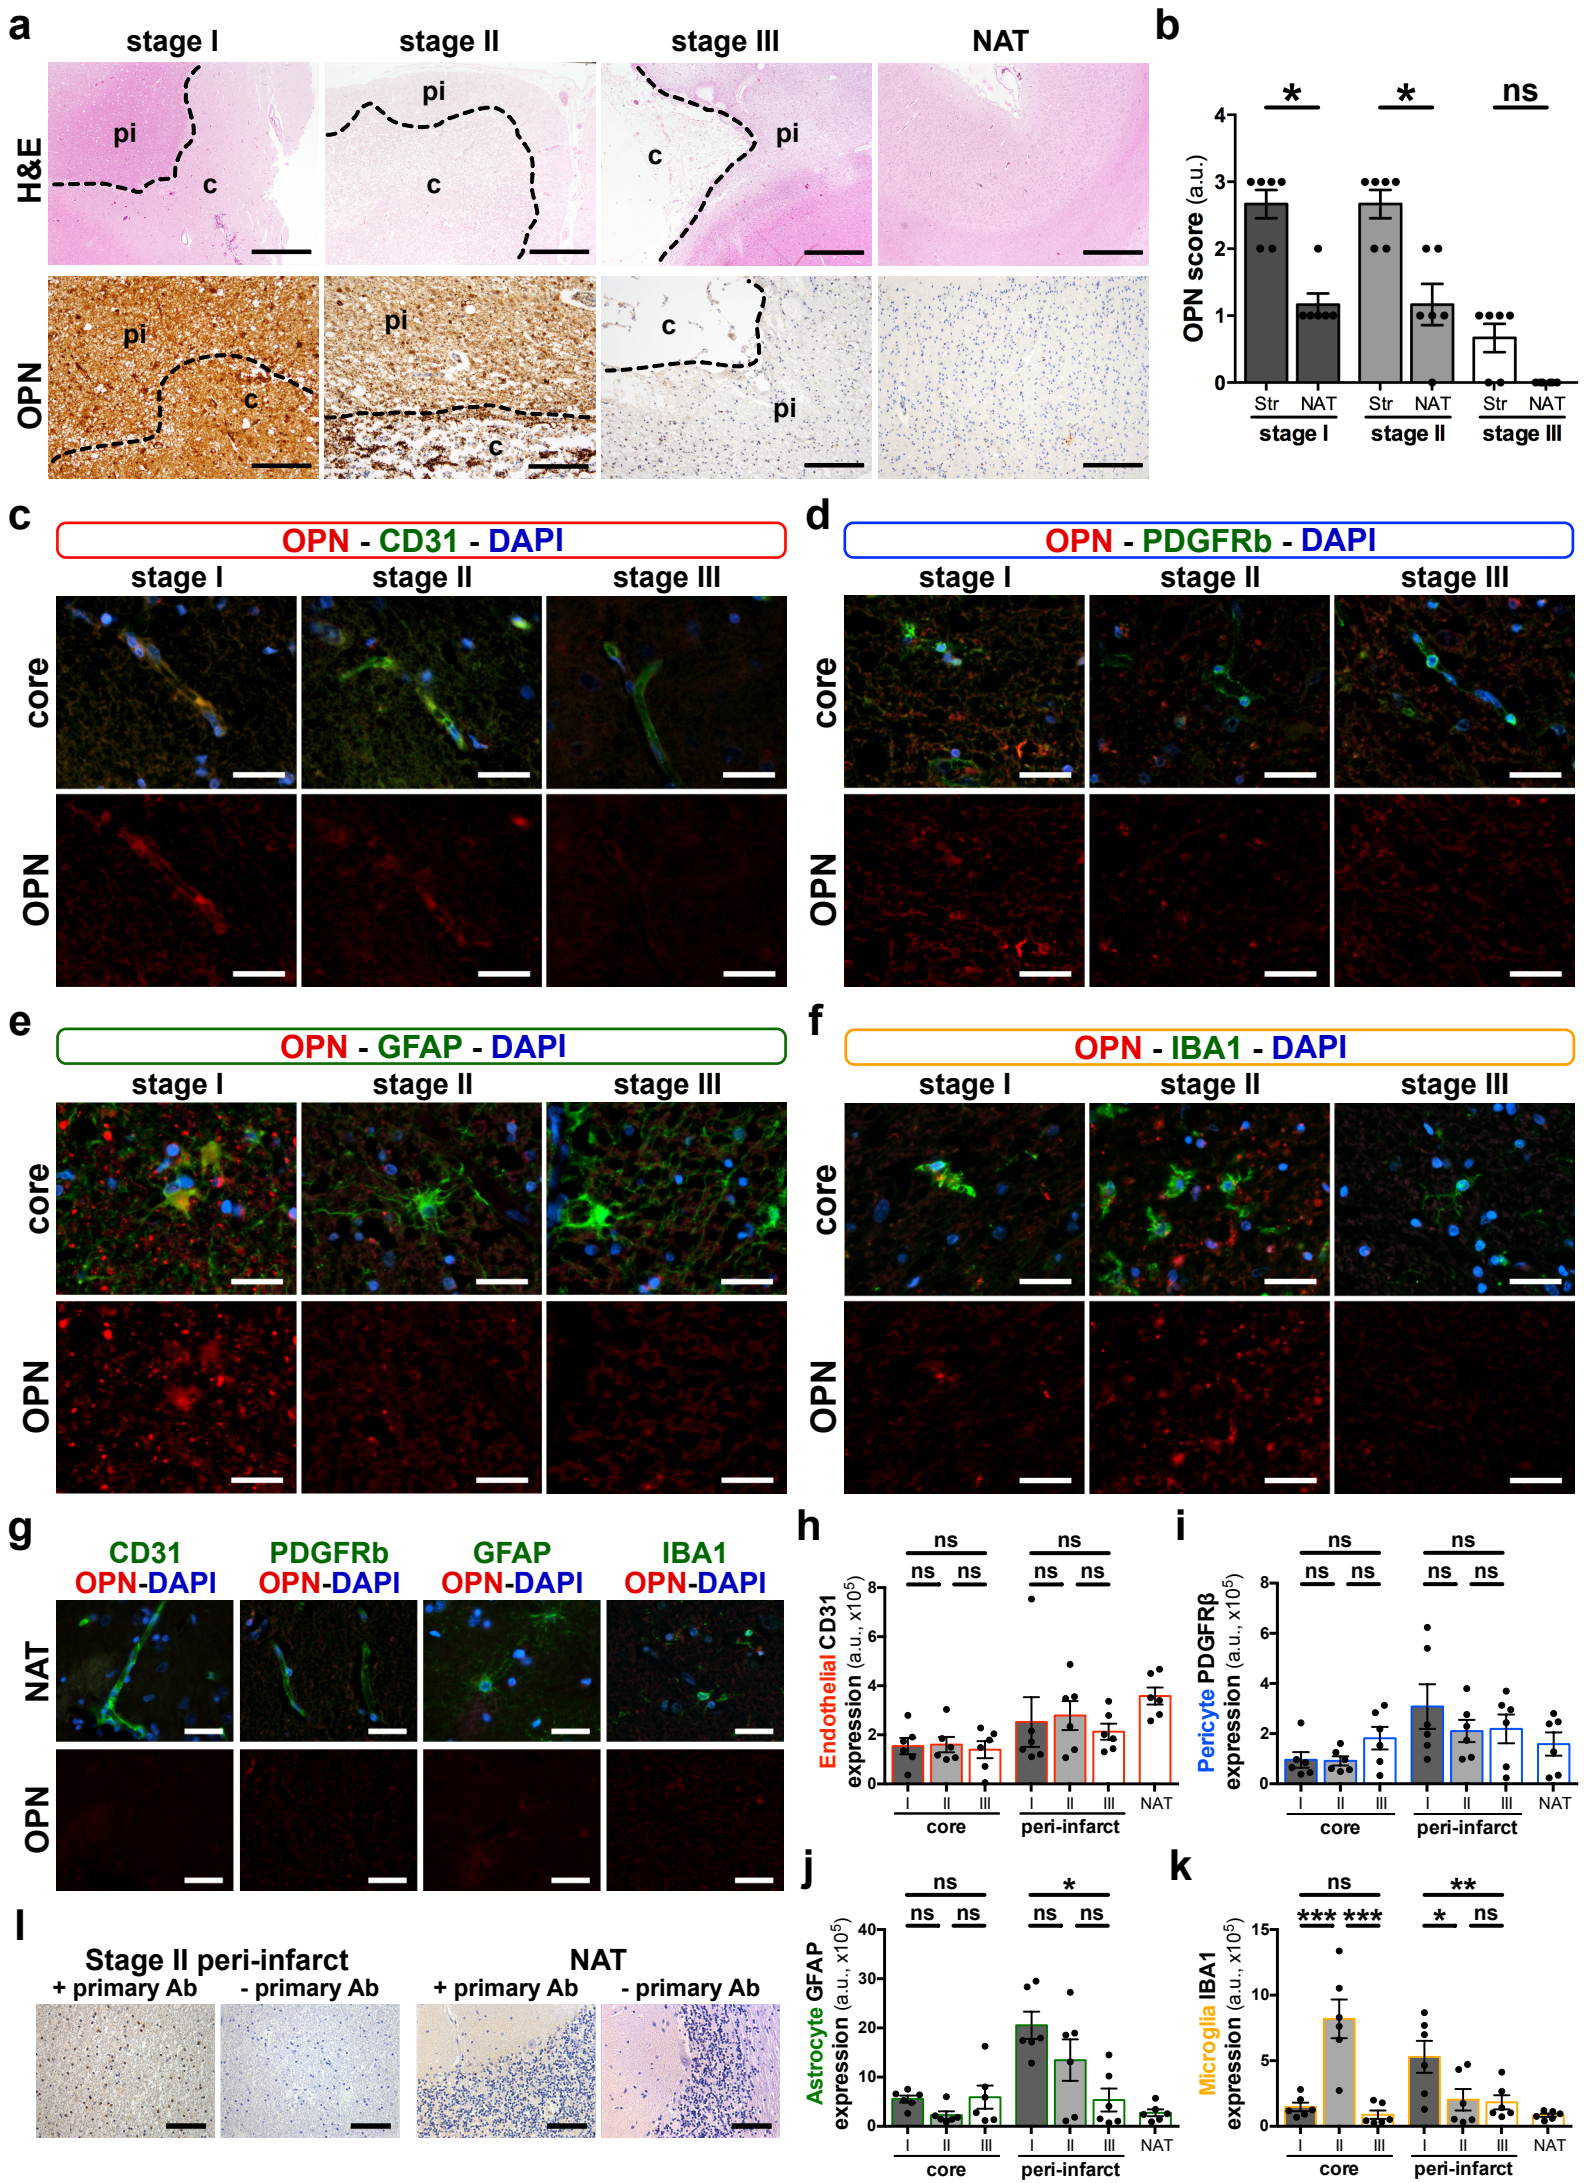 a
stage I
stage II
stage III
NAT
H&E
pi
c
pi
c
c
pi
OPN
pi
c
pi
c
c
pi
b
OPN score (a.u.)
*
*
ns
4
3
2
1
0
Str
NAT
Str
NAT
Str
NAT
stage I
stage II
stage III
c
OPN - CD31 - DAPI
stage I
stage II
stage III
core
OPN
d
OPN - PDGFRb - DAPI
stage I
stage II
stage III
core
OPN
e
OPN - GFAP - DAPI
stage I
stage II
stage III
core
OPN
f
OPN - IBA1 - DAPI
stage I
stage II
stage III
core
OPN
g
CD31
OPN-DAPI
PDGFRb
OPN-DAPI
GFAP
OPN-DAPI
IBA1
OPN-DAPI
NAT
OPN
h
Endothelial CD31
expression (a.u., x10⁵)
ns
ns
ns
ns
ns
ns
8
6
4
2
0
I
II
III
I
II
III
NAT
core
peri-infarct
i
Pericyte PDGFRβ
expression (a.u., x10⁵)
ns
ns
ns
ns
ns
ns
8
6
4
2
0
I
II
III
I
II
III
NAT
core
peri-infarct
j
Astrocyte GFAP
expression (a.u., x10⁵)
ns
*
ns
ns
ns
ns
40
30
20
10
0
I
II
III
I
II
III
NAT
core
peri-infarct
k
Microglia IBA1
expression (a.u., x10⁵)
ns
**
***
***
*
ns
15
10
5
0
I
II
III
I
II
III
NAT
core
peri-infarct
l
Stage II peri-infarct
+ primary Ab
- primary Ab
NAT
+ primary Ab
- primary Ab